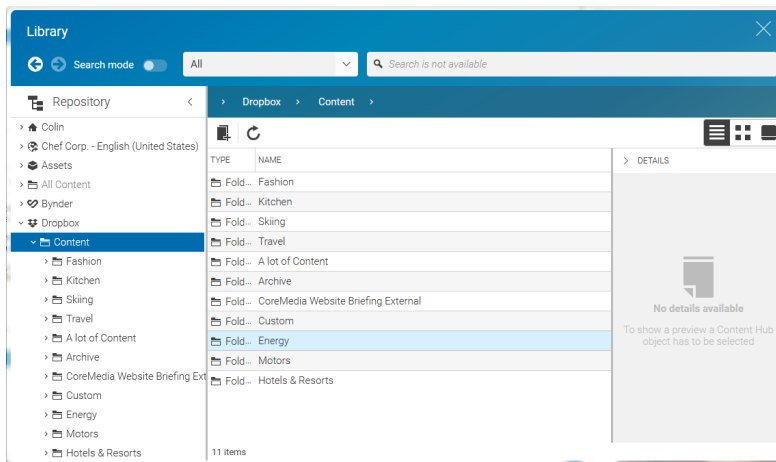 Library
Search mode
All
Search is not available
Repository
Dropbox > Content >
Colin
Chef Corp. - English (United States)
Assets
All Content
Bynder
Dropbox
Content
Fashion
Kitchen
Skiing
Travel
A lot of Content
Archive
CoreMedia Website Briefing Ext
Custom
Energy
Motors
Hotels & Resorts
TYPE NAME
Fold... Fashion
Fold... Kitchen
Fold... Skiing
Fold... Travel
Fold... A lot of Content
Fold... Archive
Fold... CoreMedia Website Briefing External
Fold... Custom
Fold... Energy
Fold... Motors
Fold... Hotels & Resorts
11 items
DETAILS
No details available
To show a preview a Content Hub
object has to be selected